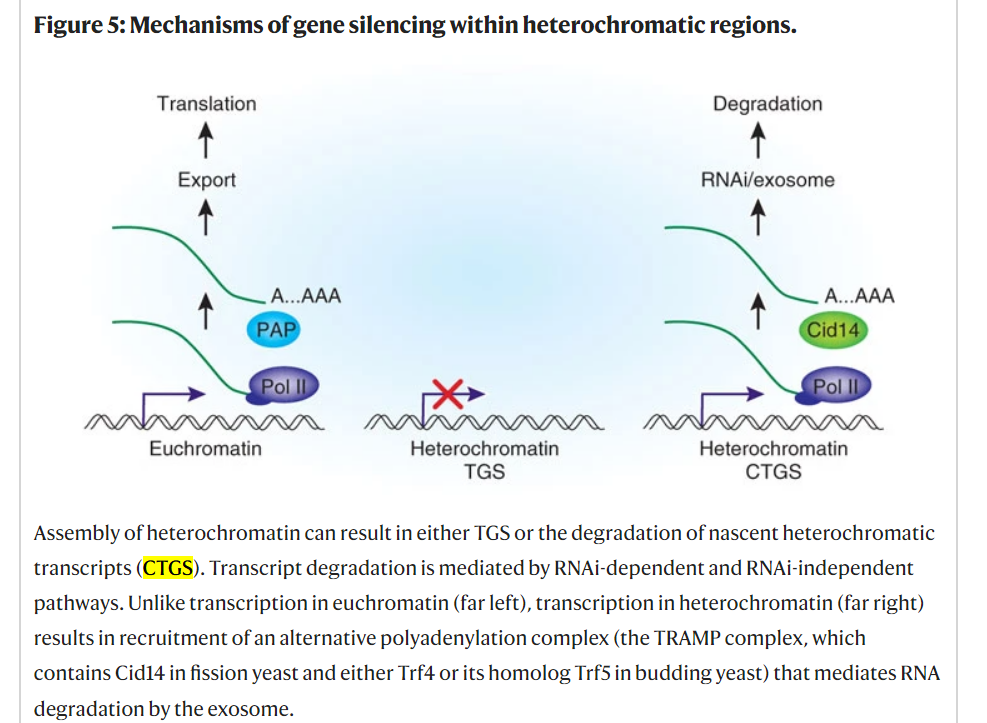 Figure 5: Mechanisms of gene silencing within heterochromatic regions.
Translation
Degradation
Export
RNAi/exosome
A...AAA
A...AAA
PAP
Cid14
Pol II
Pol II
Euchromatin
Heterochromatin
TGS
Heterochromatin
CTGS
Assembly of heterochromatin can result in either TGS or the degradation of nascent heterochromatic
transcripts (CTGS). Transcript degradation is mediated by RNAi-dependent and RNAi-independent
pathways. Unlike transcription in euchromatin (far left), transcription in heterochromatin (far right)
results in recruitment of an alternative polyadenylation complex (the TRAMP complex, which
contains Cid14 in fission yeast and either Trf4 or its homolog Trf5 in budding yeast) that mediates RNA
degradation by the exosome.